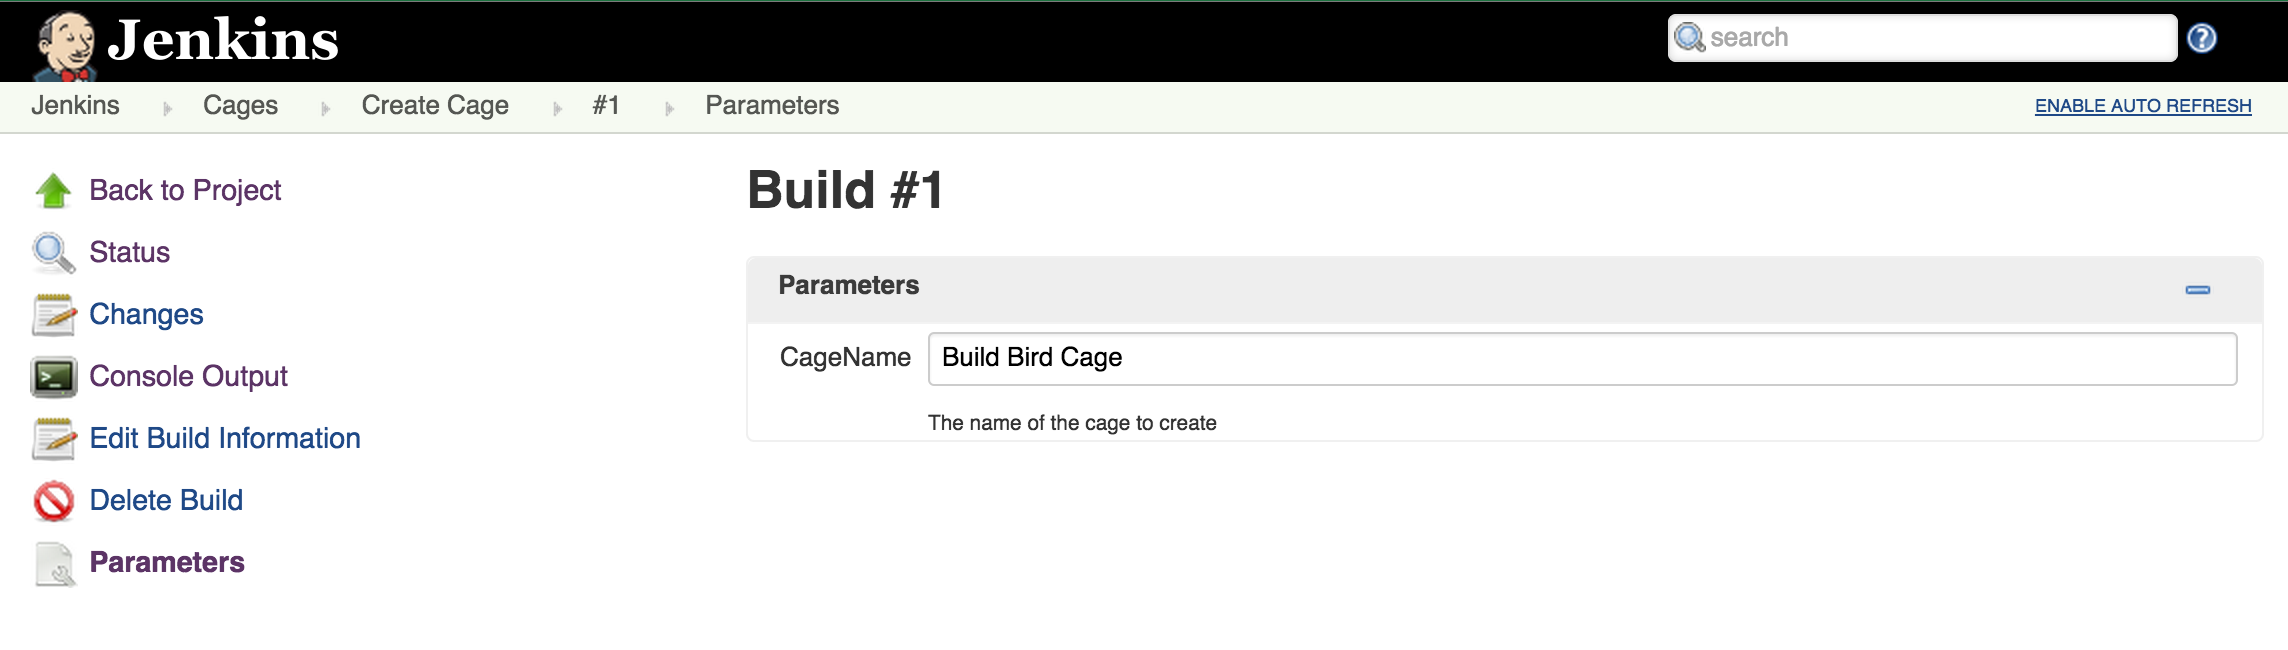 Jenkins
search
Jenkins Cages Create Cage #1 Parameters ENABLE AUTO REFRESH
Back to Project
Status
Changes
Console Output
Edit Build Information
Delete Build
Parameters
Build #1
Parameters
CageName Build Bird Cage
The name of the cage to create